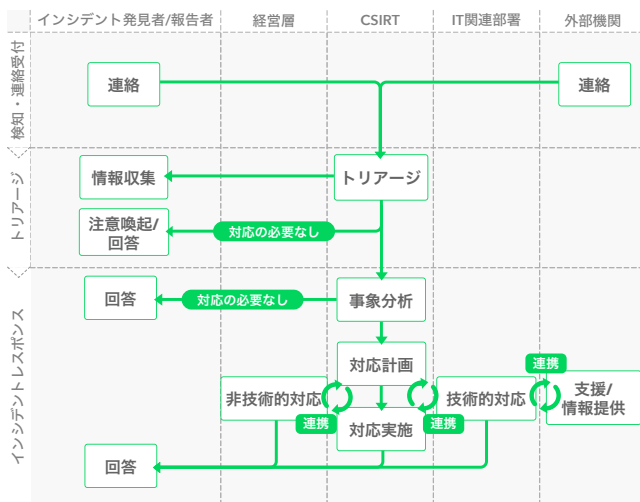 インシデント発見者/報告者
経営層
CSIRT
IT関連部署
外部機関
検知・連絡受付
連絡
連絡
トリアージ
情報収集
トリアージ
注意喚起/
回答
対応の必要なし
インシデントレスポンス
回答
対応の必要なし
事象分析
対応計画
連携
非技術的対応
技術的対応
支援/
情報提供
連携
対応実施
連携
回答